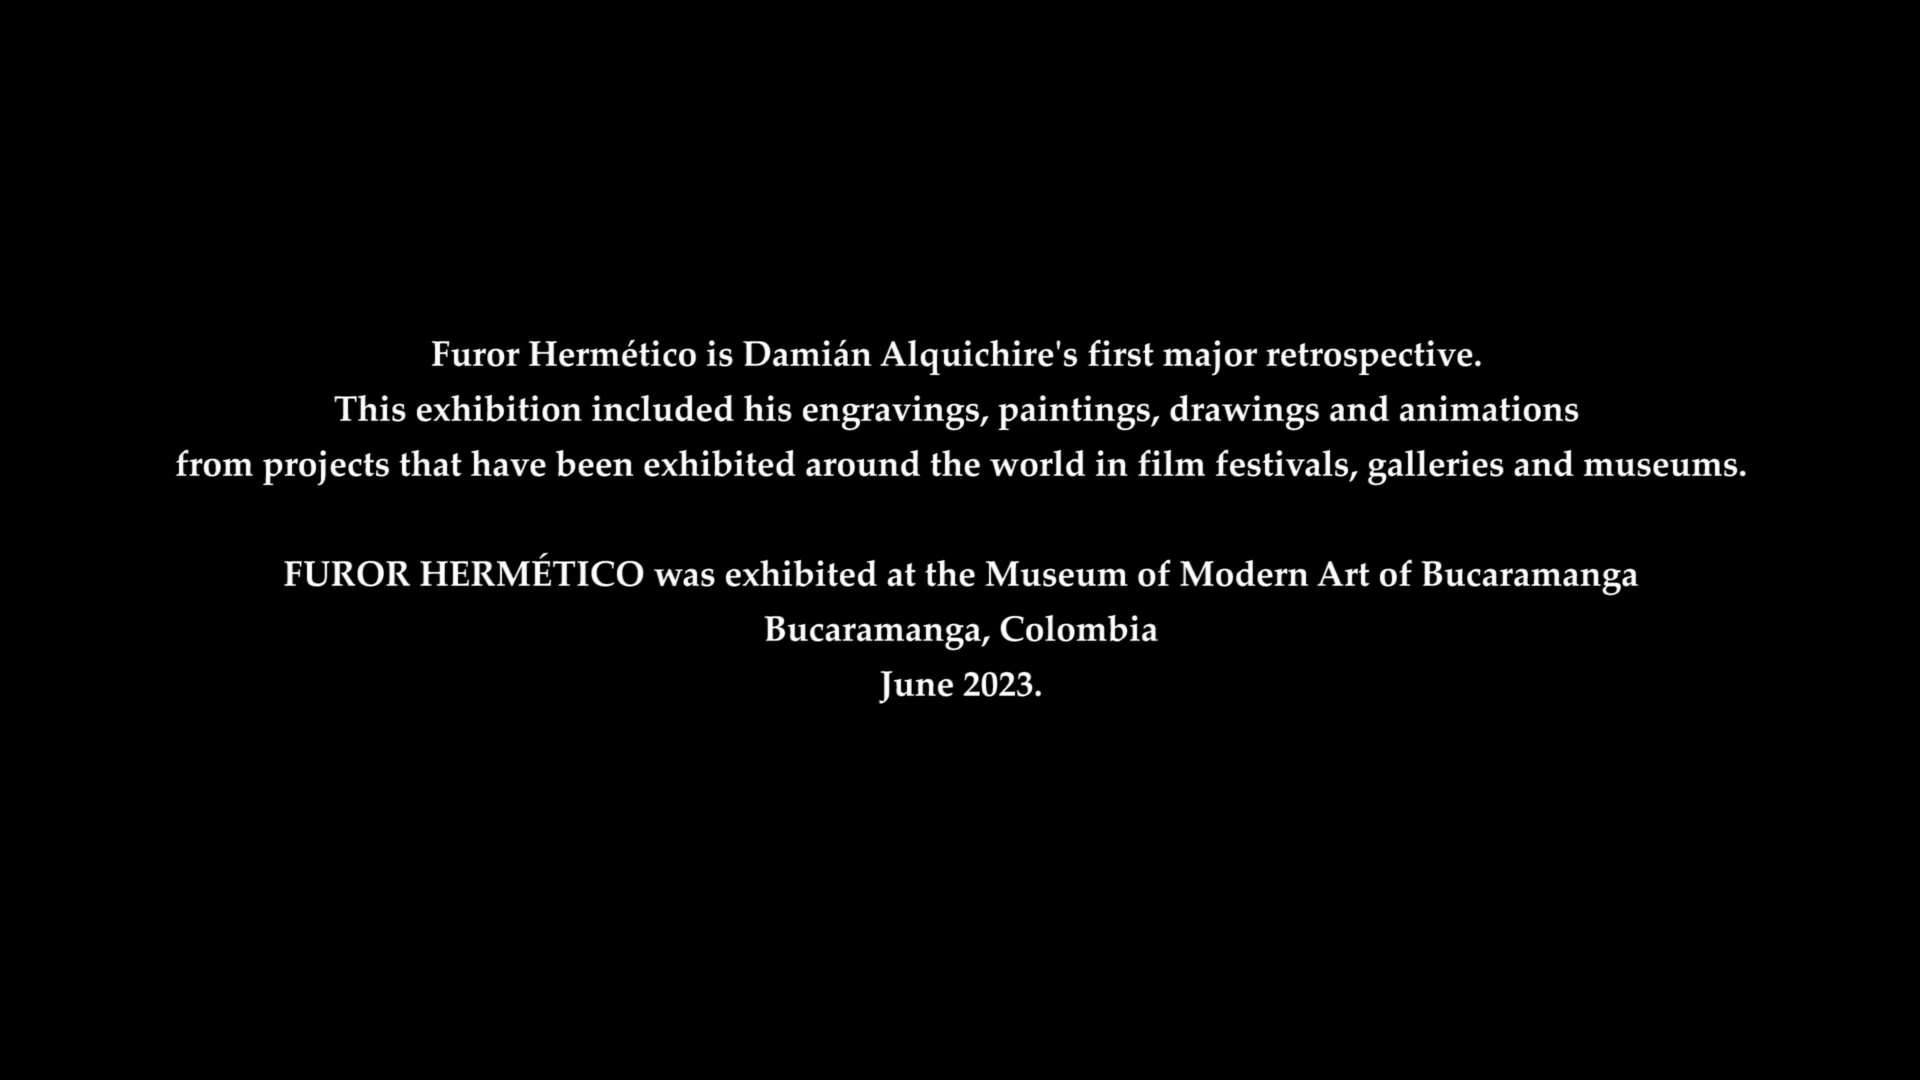 Furor Hermético is Damián Alquichire's first major retrospective.
This exhibition included his engravings, paintings, drawings and animations
from projects that have been exhibited around the world in film festivals, galleries and museums.
FUROR HERMÉTICO was exhibited at the Museum of Modern Art of Bucaramanga
Bucaramanga, Colombia
June 2023.